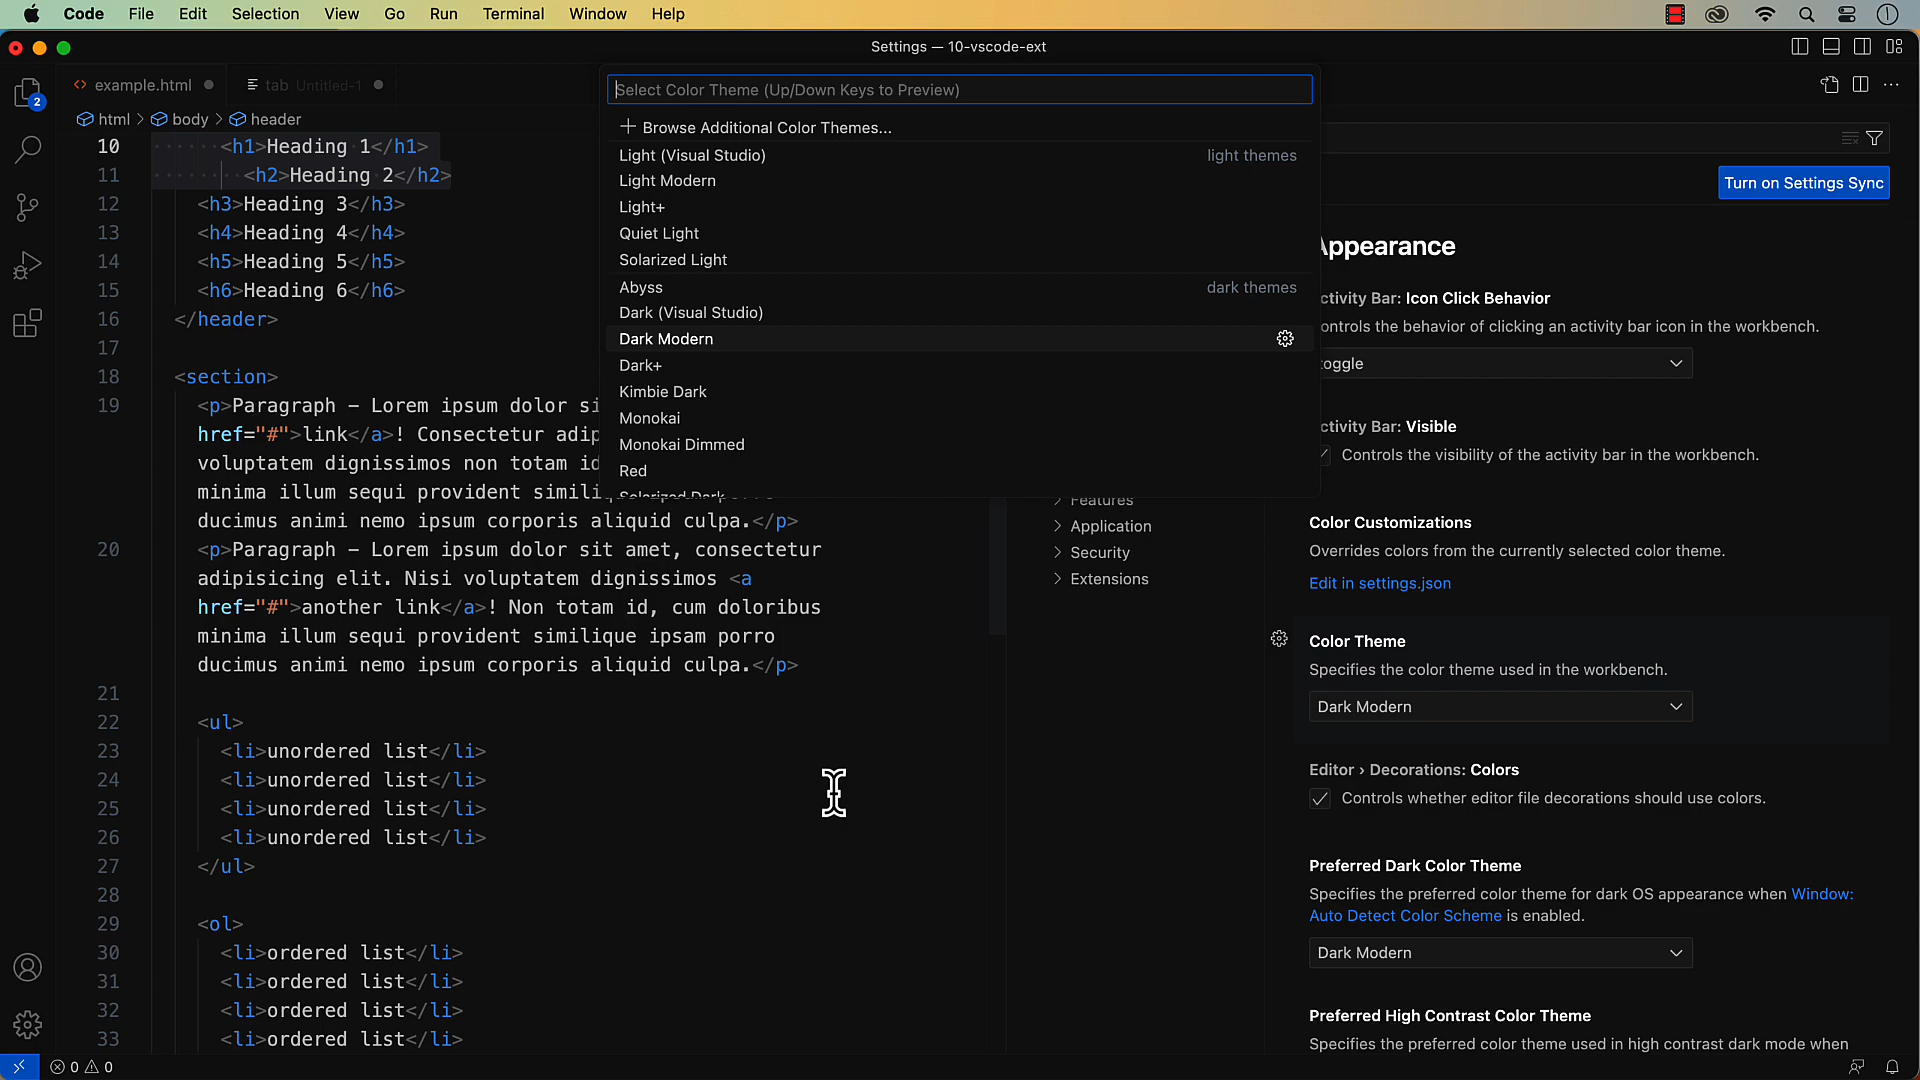 Code File Edit Selection View Go Run Terminal Window Help
Settings — 10-vscode-ext
2
example.html
tab Untitled-1
html > body > header
10 <h1>Heading 1</h1>
11 <h2>Heading 2</h2>
12 <h3>Heading 3</h3>
13 <h4>Heading 4</h4>
14 <h5>Heading 5</h5>
15 <h6>Heading 6</h6>
16 </header>
17
18 <section>
19 <p>Paragraph – Lorem ipsum dolor si
href="#">link</a>! Consectetur adip
voluptatem dignissimos non totam id
minima illum sequi provident simili
ducimus animi nemo ipsum corporis aliquid culpa.</p>
20 <p>Paragraph – Lorem ipsum dolor sit amet, consectetur
adipisicing elit. Nisi voluptatem dignissimos <a
href="#">another link</a>! Non totam id, cum doloribus
minima illum sequi provident similique ipsam porro
ducimus animi nemo ipsum corporis aliquid culpa.</p>
21
22 <ul>
23 <li>unordered list</li>
24 <li>unordered list</li>
25 <li>unordered list</li>
26 <li>unordered list</li>
27 </ul>
28
29 <ol>
30 <li>ordered list</li>
31 <li>ordered list</li>
32 <li>ordered list</li>
33 <li>ordered list</li>
Select Color Theme (Up/Down Keys to Preview)
Browse Additional Color Themes...
Light (Visual Studio) light themes
Light Modern
Light+
Quiet Light
Solarized Light
Abyss dark themes
Dark (Visual Studio)
Dark Modern
Dark+
Kimbie Dark
Monokai
Monokai Dimmed
Red
Solarized Dark
Features
Application
Security
Extensions
Turn on Settings Sync
Appearance
ctivity Bar: Icon Click Behavior
ontrols the behavior of clicking an activity bar icon in the workbench.
toggle
ctivity Bar: Visible
Controls the visibility of the activity bar in the workbench.
Color Customizations
Overrides colors from the currently selected color theme.
Edit in settings.json
Color Theme
Specifies the color theme used in the workbench.
Dark Modern
Editor › Decorations: Colors
Controls whether editor file decorations should use colors.
Preferred Dark Color Theme
Specifies the preferred color theme for dark OS appearance when Window:
Auto Detect Color Scheme is enabled.
Dark Modern
Preferred High Contrast Color Theme
Specifies the preferred color theme used in high contrast dark mode when
0 0